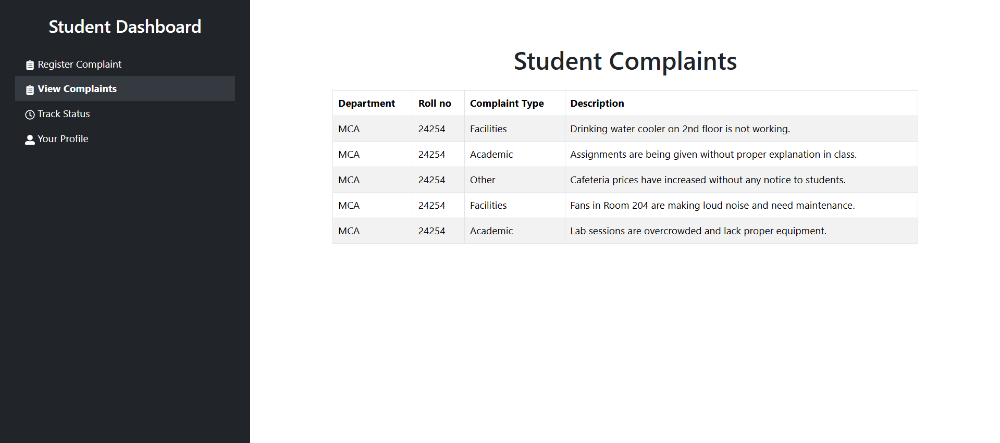 Student Dashboard
Register Complaint
View Complaints
Track Status
Your Profile
Student Complaints
Department Roll no Complaint Type Description
MCA 24254 Facilities Drinking water cooler on 2nd floor is not working.
MCA 24254 Academic Assignments are being given without proper explanation in class.
MCA 24254 Other Cafeteria prices have increased without any notice to students.
MCA 24254 Facilities Fans in Room 204 are making loud noise and need maintenance.
MCA 24254 Academic Lab sessions are overcrowded and lack proper equipment.